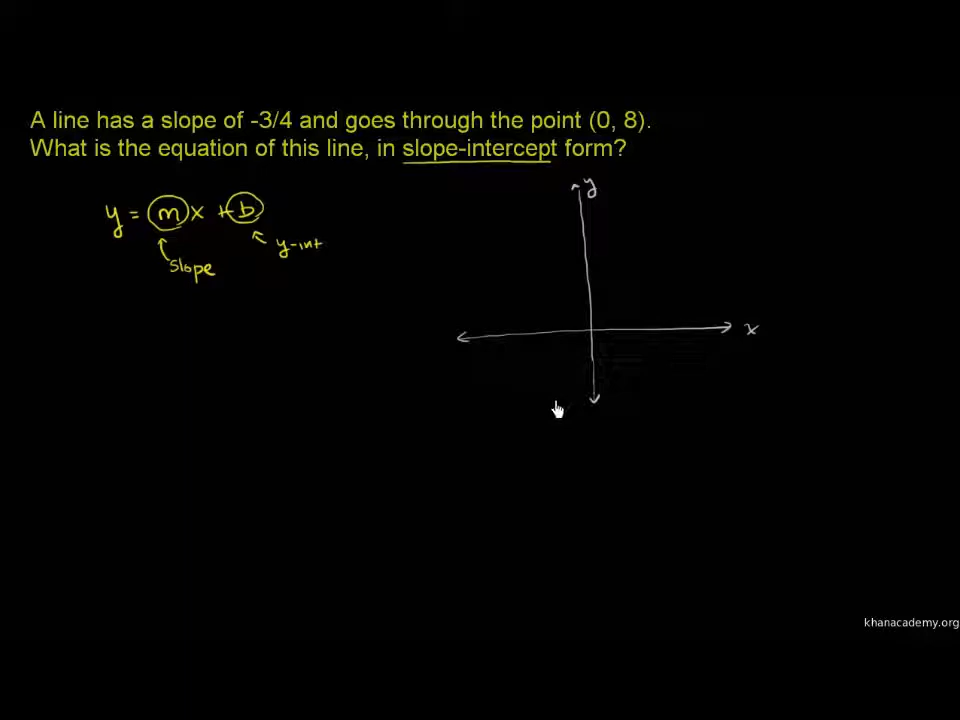 A line has a slope of -3/4 and goes through the point (0, 8).
What is the equation of this line, in slope-intercept form?
y = mx + b
y-int
slope
y
x
khanacademy.org